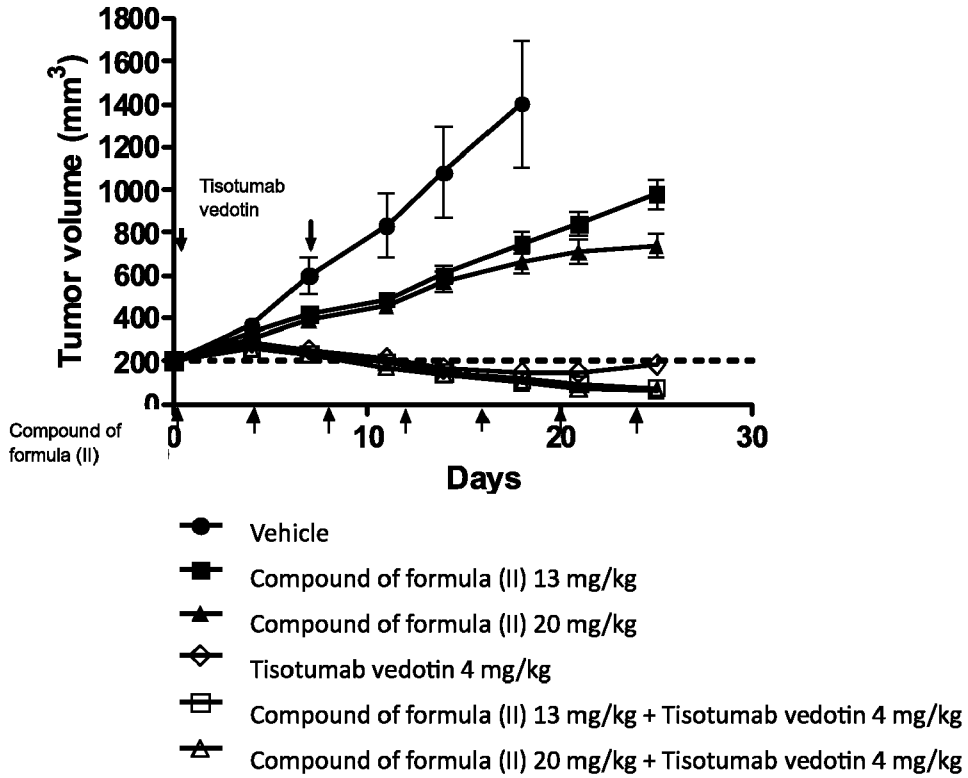 1800
1600
1400
1200
1000
800
600
400
200
0
Tumor volume (mm3)
Tisotumab
vedotin
Compound of
formula (II)
0 10 20 30
Days
Vehicle
Compound of formula (II) 13 mg/kg
Compound of formula (II) 20 mg/kg
Tisotumab vedotin 4 mg/kg
Compound of formula (II) 13 mg/kg + Tisotumab vedotin 4 mg/kg
Compound of formula (II) 20 mg/kg + Tisotumab vedotin 4 mg/kg